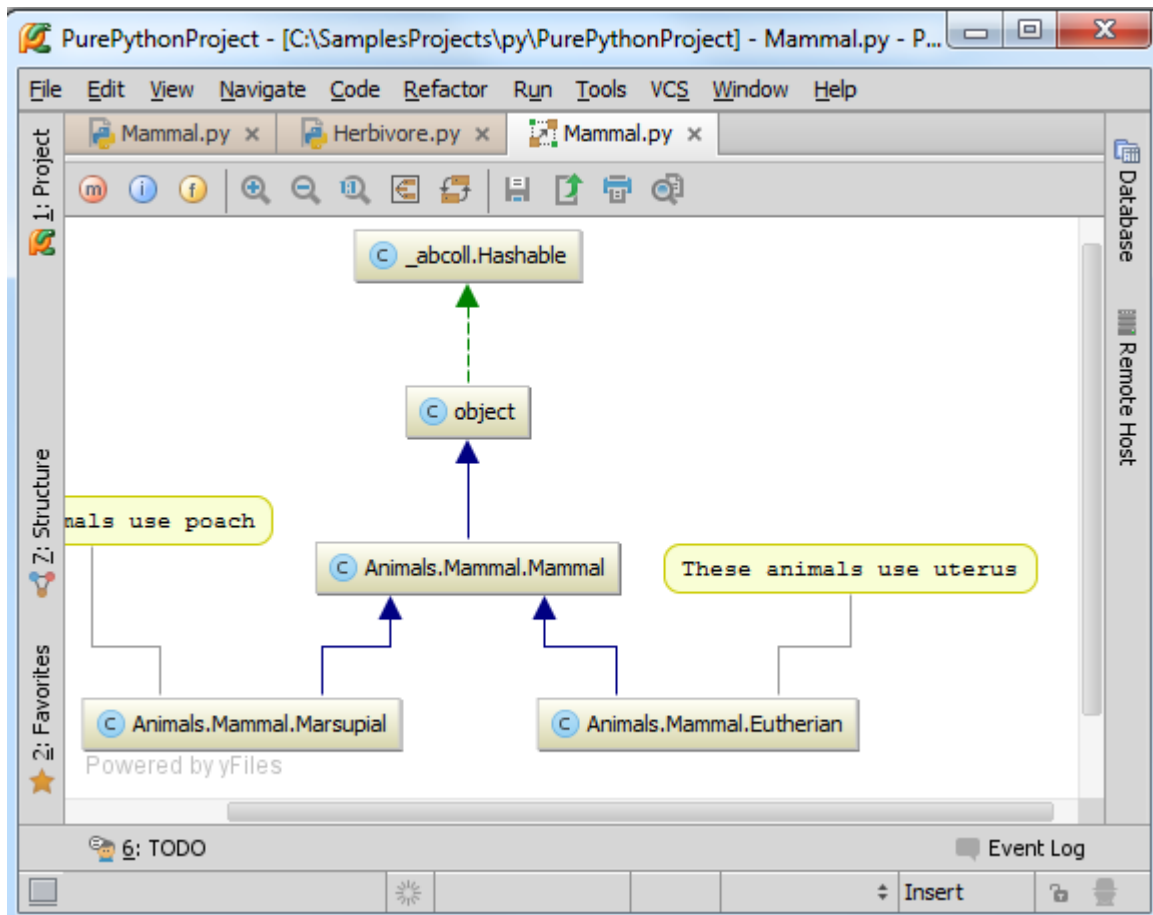 PurePythonProject - [C:\SamplesProjects\py\PurePythonProject] - Mammal.py - P...
File Edit View Navigate Code Refactor Run Tools VCS Window Help
Mammal.py Herbivore.py Mammal.py
1: Project
7: Structure
2: Favorites
m i f 1:1
C _abcoll.Hashable
C object
mals use poach
C Animals.Mammal.Mammal
These animals use uterus
C Animals.Mammal.Marsupial
C Animals.Mammal.Eutherian
Powered by yFiles
Database
Remote Host
6: TODO
Event Log
Insert